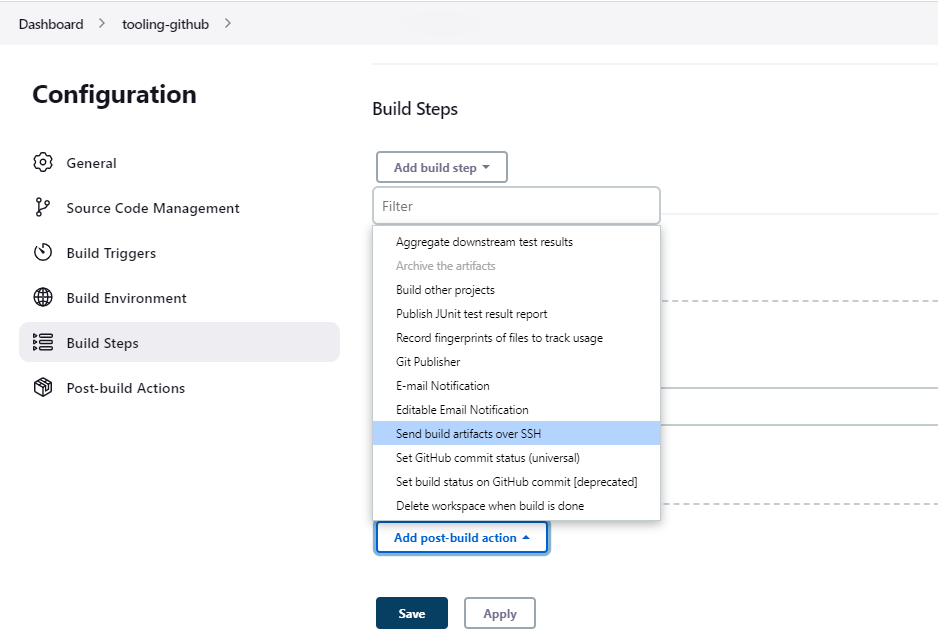 Dashboard > tooling-github >
Configuration
General
Source Code Management
Build Triggers
Build Environment
Build Steps
Post-build Actions
Build Steps
Add build step
Filter
Aggregate downstream test results
Archive the artifacts
Build other projects
Publish JUnit test result report
Record fingerprints of files to track usage
Git Publisher
E-mail Notification
Editable Email Notification
Send build artifacts over SSH
Set GitHub commit status (universal)
Set build status on GitHub commit [deprecated]
Delete workspace when build is done
Add post-build action
Save Apply